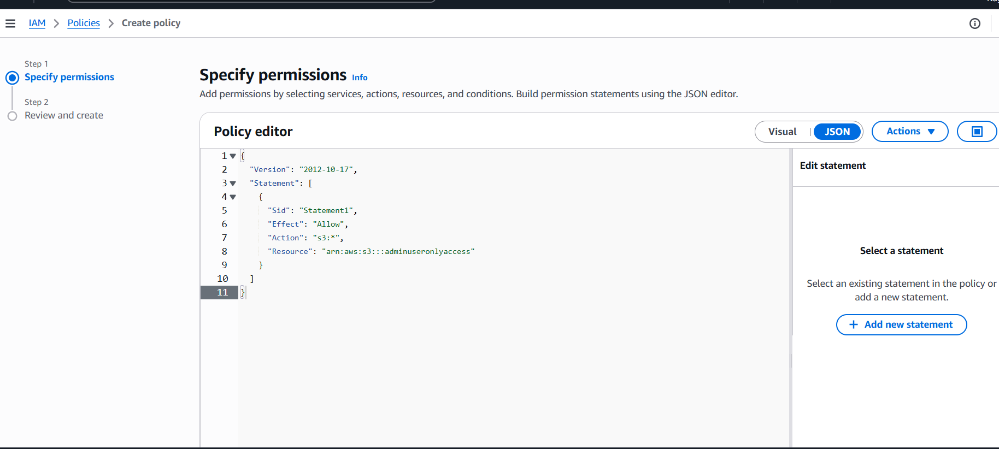 IAM > Policies > Create policy
Step 1
Specify permissions
Step 2
Review and create
Specify permissions Info
Add permissions by selecting services, actions, resources, and conditions. Build permission statements using the JSON editor.
Policy editor
Visual | JSON
Actions
1 {
2 "Version": "2012-10-17",
3 "Statement": [
4 {
5 "Sid": "Statement1",
6 "Effect": "Allow",
7 "Action": "s3:*",
8 "Resource": "arn:aws:s3:::adminuseronlyaccess"
9 }
10 ]
11 }
Edit statement
Select a statement
Select an existing statement in the policy or
add a new statement.
+ Add new statement